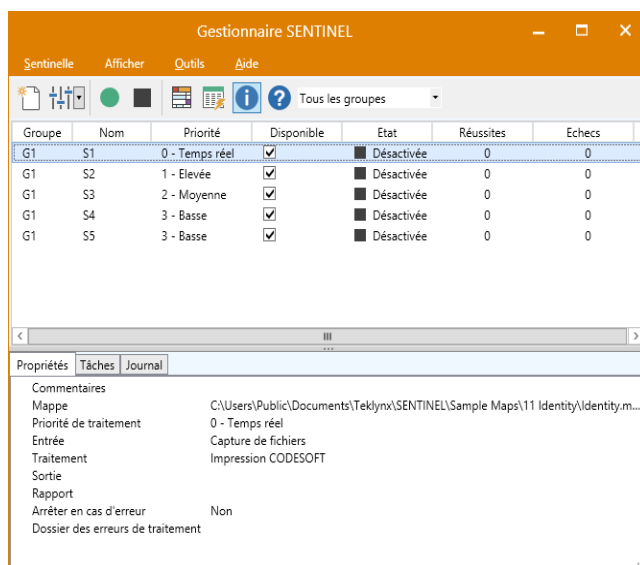 Gestionnaire SENTINEL
Sentinelle Afficher Outils Aide
Tous les groupes
Groupe Nom Priorité Disponible Etat Réussites Echecs
G1 S1 0 - Temps réel Désactivée 0 0
G1 S2 1 - Elevée Désactivée 0 0
G1 S3 2 - Moyenne Désactivée 0 0
G1 S4 3 - Basse Désactivée 0 0
G1 S5 3 - Basse Désactivée 0 0
Propriétés Tâches Journal
Commentaires
Mappe C:\Users\Public\Documents\Teklynx\SENTINEL\Sample Maps\11 Identity\Identity.m...
Priorité de traitement 0 - Temps réel
Entrée Capture de fichiers
Traitement Impression CODESOFT
Sortie
Rapport
Arrêter en cas d'erreur Non
Dossier des erreurs de traitement